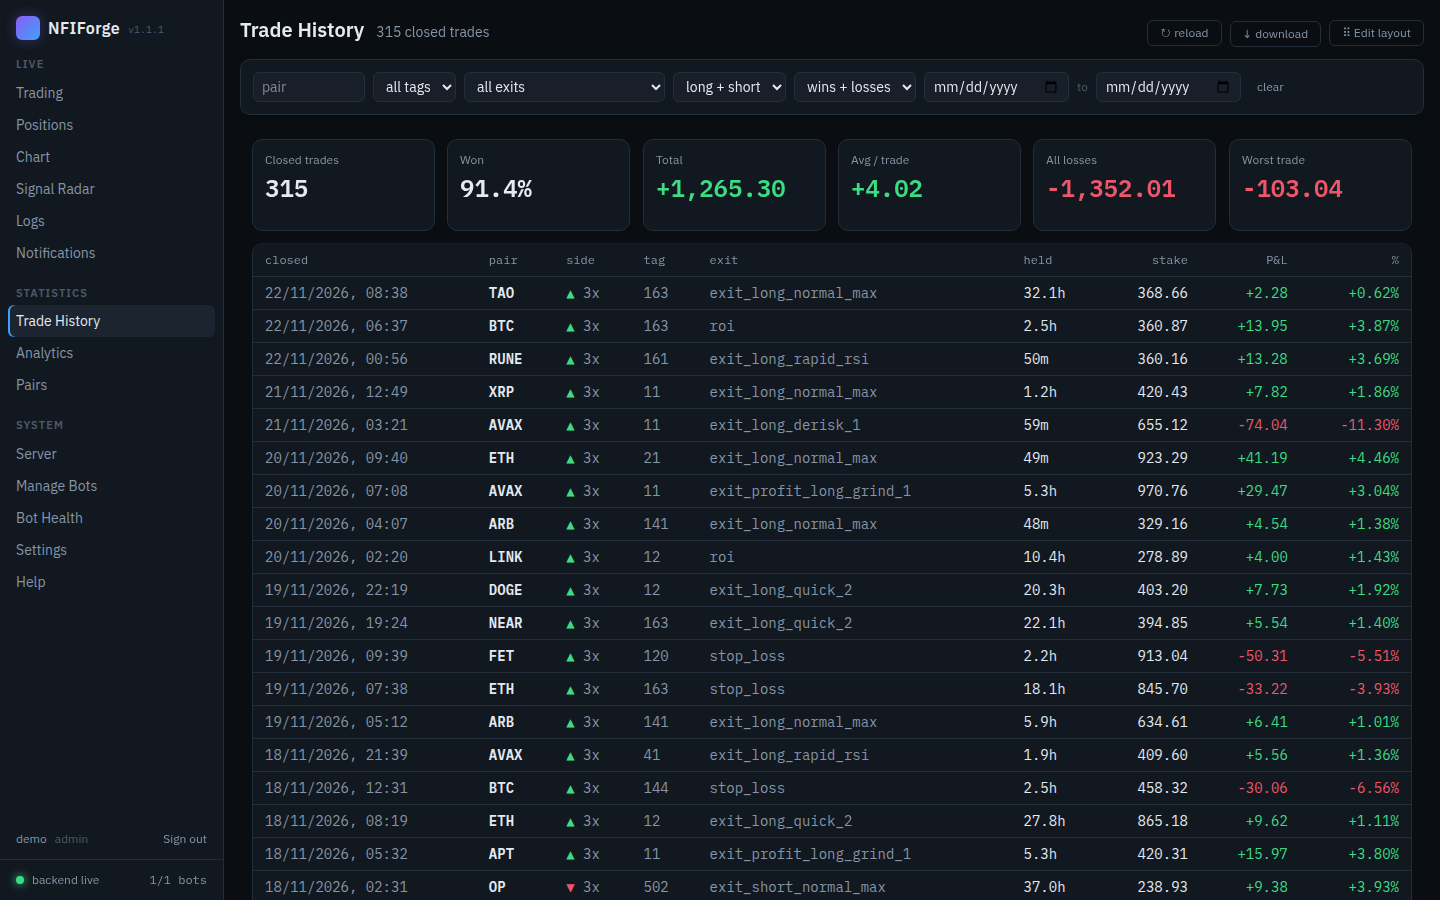 NFIForge v1.1.1
LIVE
Trading
Positions
Chart
Signal Radar
Logs
Notifications
STATISTICS
Trade History
Analytics
Pairs
SYSTEM
Server
Manage Bots
Bot Health
Settings
Help
demo admin Sign out
backend live 1/1 bots
Trade History 315 closed trades
↻ reload ↓ download ⠿ Edit layout
pair all tags all exits long + short wins + losses mm/dd/yyyy to mm/dd/yyyy clear
Closed trades Won Total Avg / trade All losses Worst trade
315 91.4% +1,265.30 +4.02 -1,352.01 -103.04
closed pair side tag exit held stake P&L %
22/11/2026, 08:38 TAO ▲ 3x 163 exit_long_normal_max 32.1h 368.66 +2.28 +0.62%
22/11/2026, 06:37 BTC ▲ 3x 163 roi 2.5h 360.87 +13.95 +3.87%
22/11/2026, 00:56 RUNE ▲ 3x 161 exit_long_rapid_rsi 50m 360.16 +13.28 +3.69%
21/11/2026, 12:49 XRP ▲ 3x 11 exit_long_normal_max 1.2h 420.43 +7.82 +1.86%
21/11/2026, 03:21 AVAX ▲ 3x 11 exit_long_derisk_1 59m 655.12 -74.04 -11.30%
20/11/2026, 09:40 ETH ▲ 3x 21 exit_long_normal_max 49m 923.29 +41.19 +4.46%
20/11/2026, 07:08 AVAX ▲ 3x 11 exit_profit_long_grind_1 5.3h 970.76 +29.47 +3.04%
20/11/2026, 04:07 ARB ▲ 3x 141 exit_long_normal_max 48m 329.16 +4.54 +1.38%
20/11/2026, 02:20 LINK ▲ 3x 12 roi 10.4h 278.89 +4.00 +1.43%
19/11/2026, 22:19 DOGE ▲ 3x 12 exit_long_quick_2 20.3h 403.20 +7.73 +1.92%
19/11/2026, 19:24 NEAR ▲ 3x 163 exit_long_quick_2 22.1h 394.85 +5.54 +1.40%
19/11/2026, 09:39 FET ▲ 3x 120 stop_loss 2.2h 913.04 -50.31 -5.51%
19/11/2026, 07:38 ETH ▲ 3x 163 stop_loss 18.1h 845.70 -33.22 -3.93%
19/11/2026, 05:12 ARB ▲ 3x 141 exit_long_normal_max 5.9h 634.61 +6.41 +1.01%
18/11/2026, 21:39 AVAX ▲ 3x 41 exit_long_rapid_rsi 1.9h 409.60 +5.56 +1.36%
18/11/2026, 12:31 BTC ▲ 3x 144 stop_loss 2.5h 458.32 -30.06 -6.56%
18/11/2026, 08:19 ETH ▲ 3x 12 exit_long_quick_2 27.8h 865.18 +9.62 +1.11%
18/11/2026, 05:32 APT ▲ 3x 11 exit_profit_long_grind_1 5.3h 420.31 +15.97 +3.80%
18/11/2026, 02:31 OP ▼ 3x 502 exit_short_normal_max 37.0h 238.93 +9.38 +3.93%